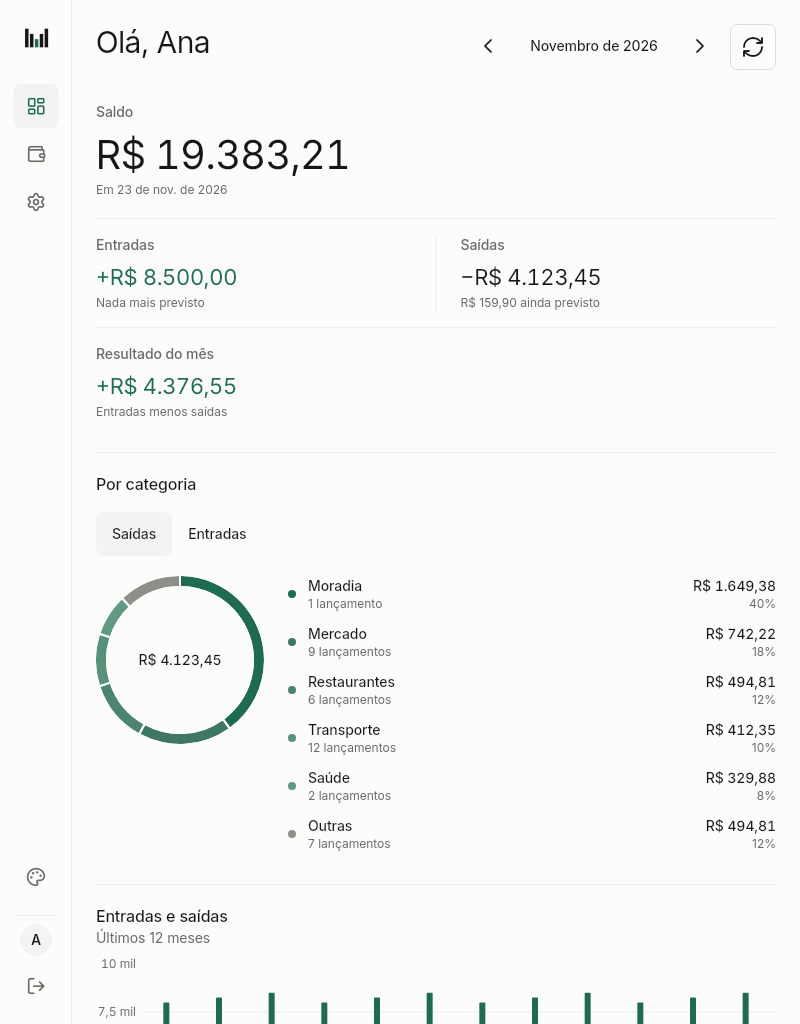 Olá, Ana
Novembro de 2026
Saldo
R$ 19.383,21
Em 23 de nov. de 2026
Entradas
+R$ 8.500,00
Nada mais previsto
Saídas
−R$ 4.123,45
R$ 159,90 ainda previsto
Resultado do mês
+R$ 4.376,55
Entradas menos saídas
Por categoria
Saídas
Entradas
R$ 4.123,45
Moradia
R$ 1.649,38
1 lançamento
40%
Mercado
R$ 742,22
9 lançamentos
18%
Restaurantes
R$ 494,81
6 lançamentos
12%
Transporte
R$ 412,35
12 lançamentos
10%
Saúde
R$ 329,88
2 lançamentos
8%
Outras
R$ 494,81
7 lançamentos
12%
A
Entradas e saídas
Últimos 12 meses
10 mil
7,5 mil